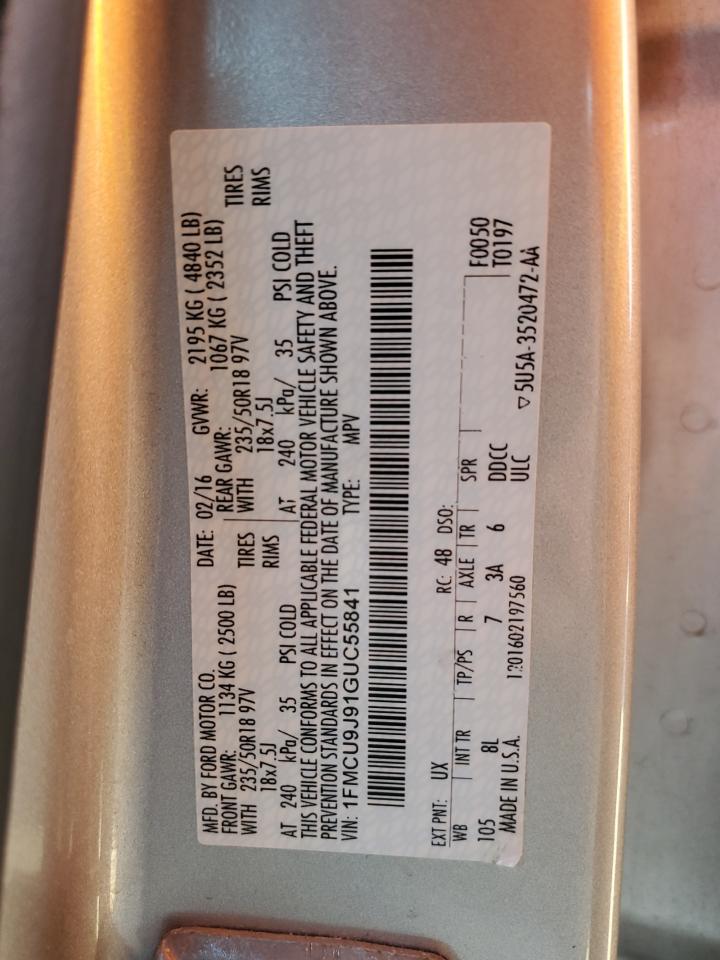 MFD. BY FORD MOTOR CO. DATE: 02/16 GVWR: 2195 KG ( 4840 LB)
FRONT GAWR: 1134 KG ( 2500 LB) REAR GAWR: 1067 KG ( 2352 LB)
WITH 235/50R18 97V TIRES WITH 235/50R18 97V TIRES
18x7.5J RIMS 18x7.5J RIMS
AT 240 kPa/ 35 PSI COLD AT 240 kPa/ 35 PSI COLD
THIS VEHICLE CONFORMS TO ALL APPLICABLE FEDERAL MOTOR VEHICLE SAFETY AND THEFT
PREVENTION STANDARDS IN EFFECT ON THE DATE OF MANUFACTURE SHOWN ABOVE.
VIN: 1FMCU9J91GUC55841 TYPE: MPV
EXT PNT: UX RC: 48 DSO:
WB INT TR TP/PS R AXLE TR SPR F0050
105 8L 7 3A 6 DDCC T0197
MADE IN U.S.A. 1201602197560 ULC ▽ 5U5A-3520472-AA